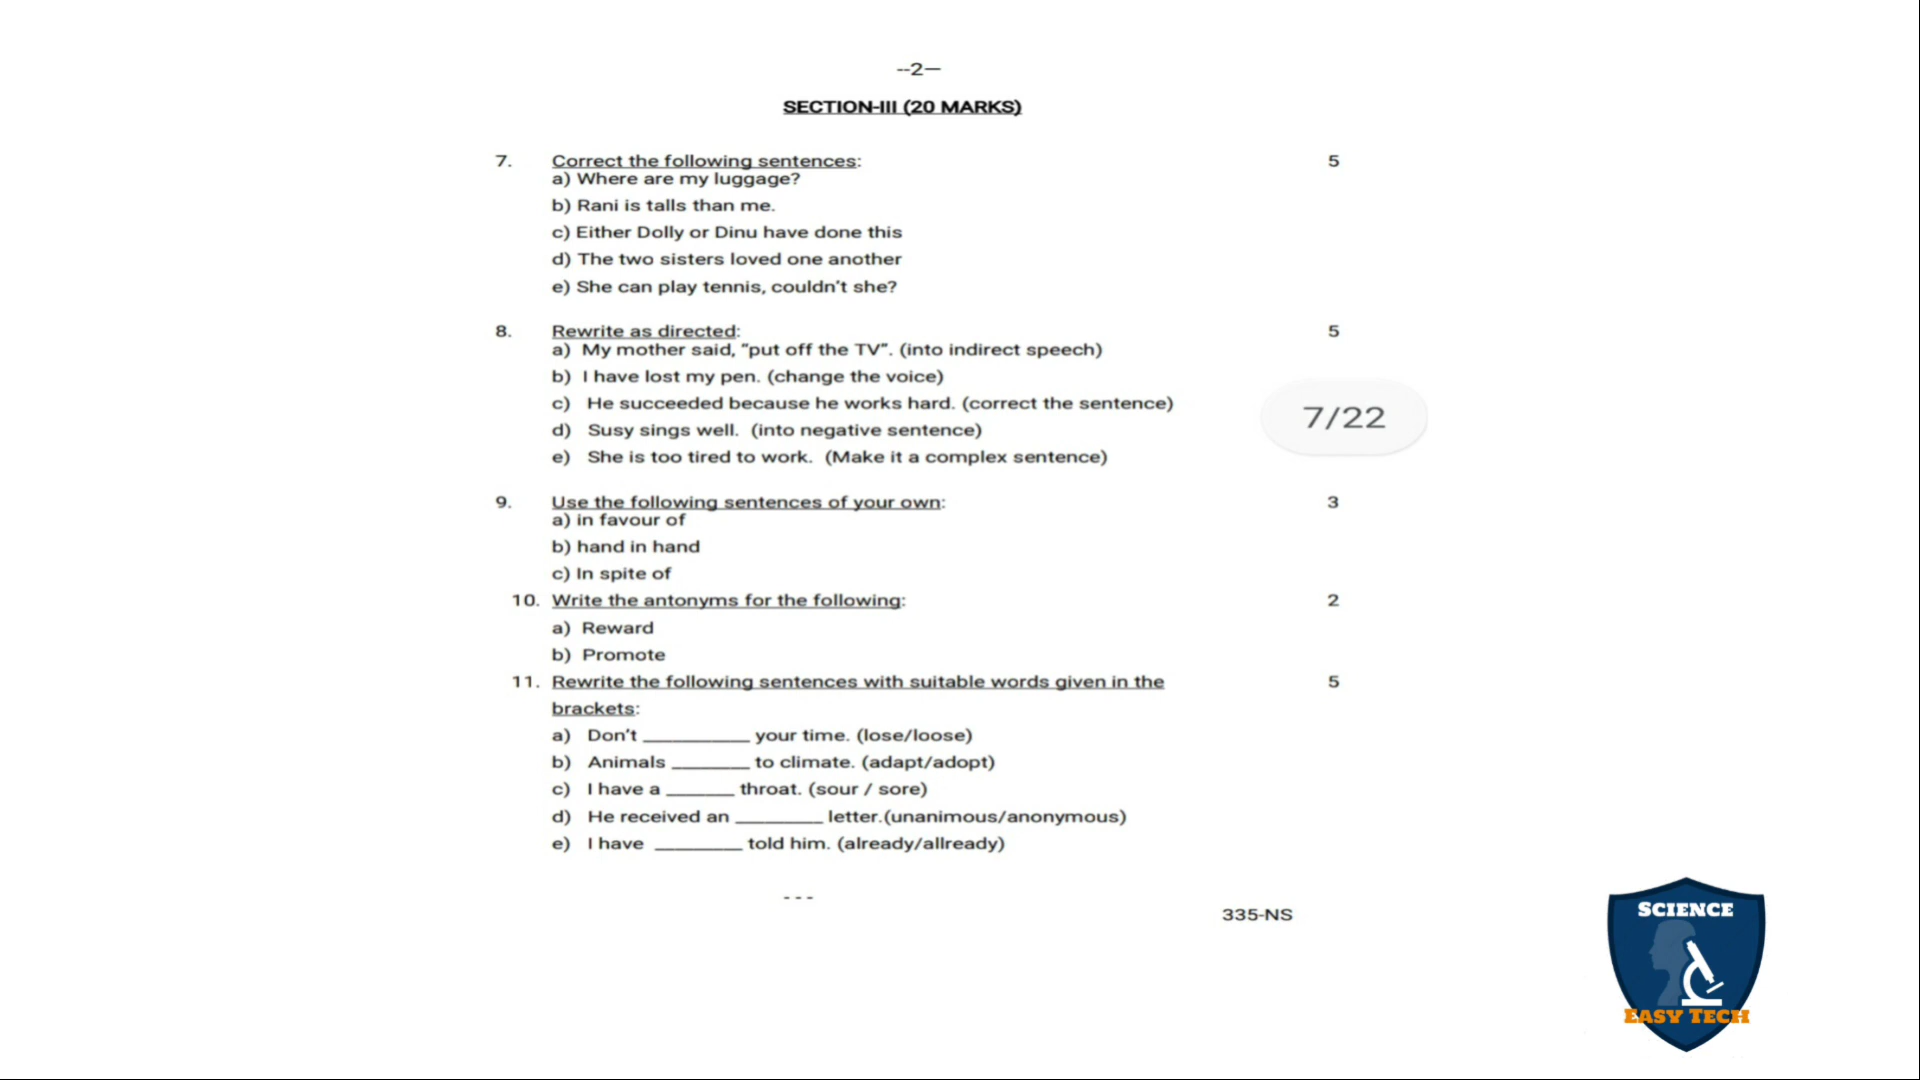 --2—
SECTION-III (20 MARKS)
7. Correct the following sentences: 5
a) Where are my luggage?
b) Rani is talls than me.
c) Either Dolly or Dinu have done this
d) The two sisters loved one another
e) She can play tennis, couldn't she?
8. Rewrite as directed: 5
a) My mother said, “put off the TV”. (into indirect speech)
b) I have lost my pen. (change the voice)
c) He succeeded because he works hard. (correct the sentence)
7/22
d) Susy sings well. (into negative sentence)
e) She is too tired to work. (Make it a complex sentence)
9. Use the following sentences of your own: 3
a) in favour of
b) hand in hand
c) In spite of
10. Write the antonyms for the following: 2
a) Reward
b) Promote
11. Rewrite the following sentences with suitable words given in the 5
brackets:
a) Don't __________ your time. (lose/loose)
b) Animals _______ to climate. (adapt/adopt)
c) I have a ______ throat. (sour / sore)
d) He received an ________ letter.(unanimous/anonymous)
e) I have ________ told him. (already/allready)
- - -
335-NS
SCIENCE
EASY TECH